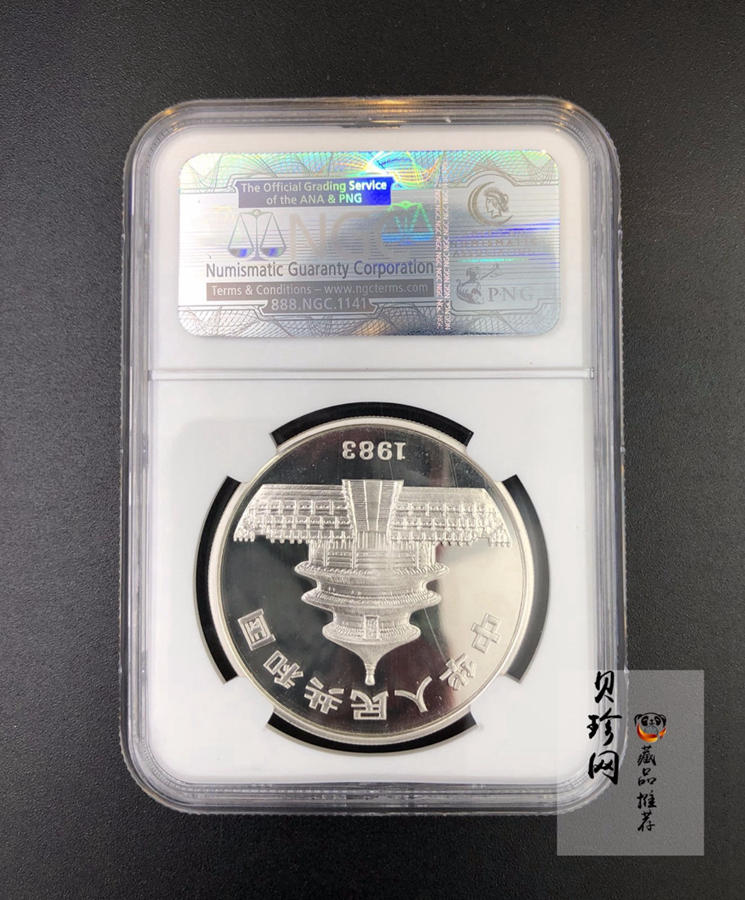 The Official Grading Service
of the ANA & PNG
NGC
Numismatic Guaranty Corporation
Terms & Conditions – www.ngcterms.com
888.NGC.1141
PNG
1983
中华人民共和国
贝珍网
藏品推荐